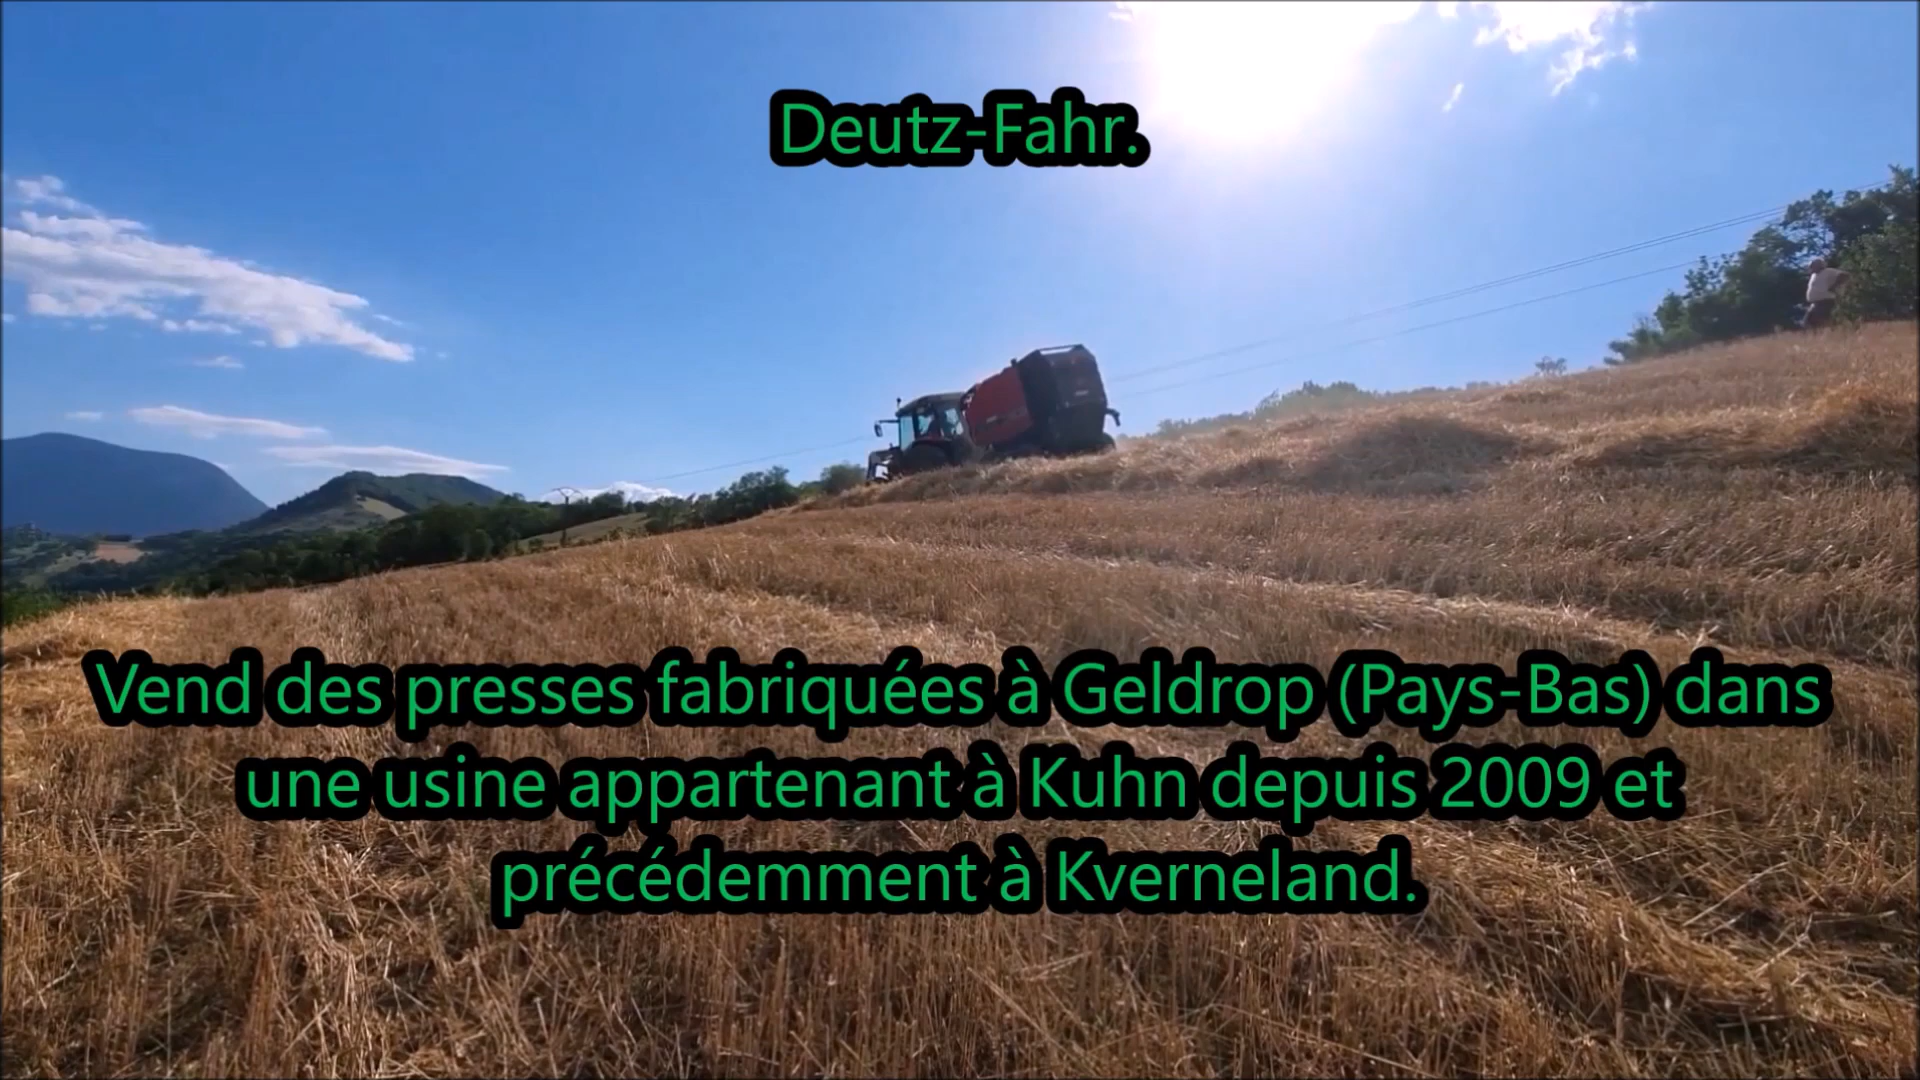 Deutz-Fahr.
Vend des presses fabriquées à Geldrop (Pays-Bas) dans
une usine appartenant à Kuhn depuis 2009 et
précédemment à Kverneland.